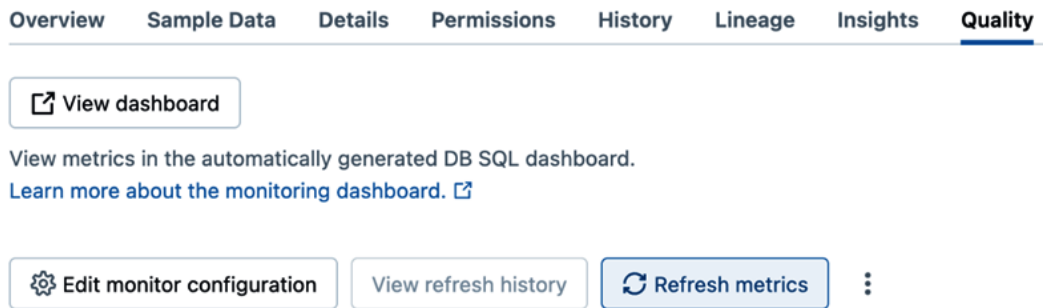 Overview Sample Data Details Permissions History Lineage Insights Quality
View dashboard
View metrics in the automatically generated DB SQL dashboard.
Learn more about the monitoring dashboard.
Edit monitor configuration View refresh history Refresh metrics